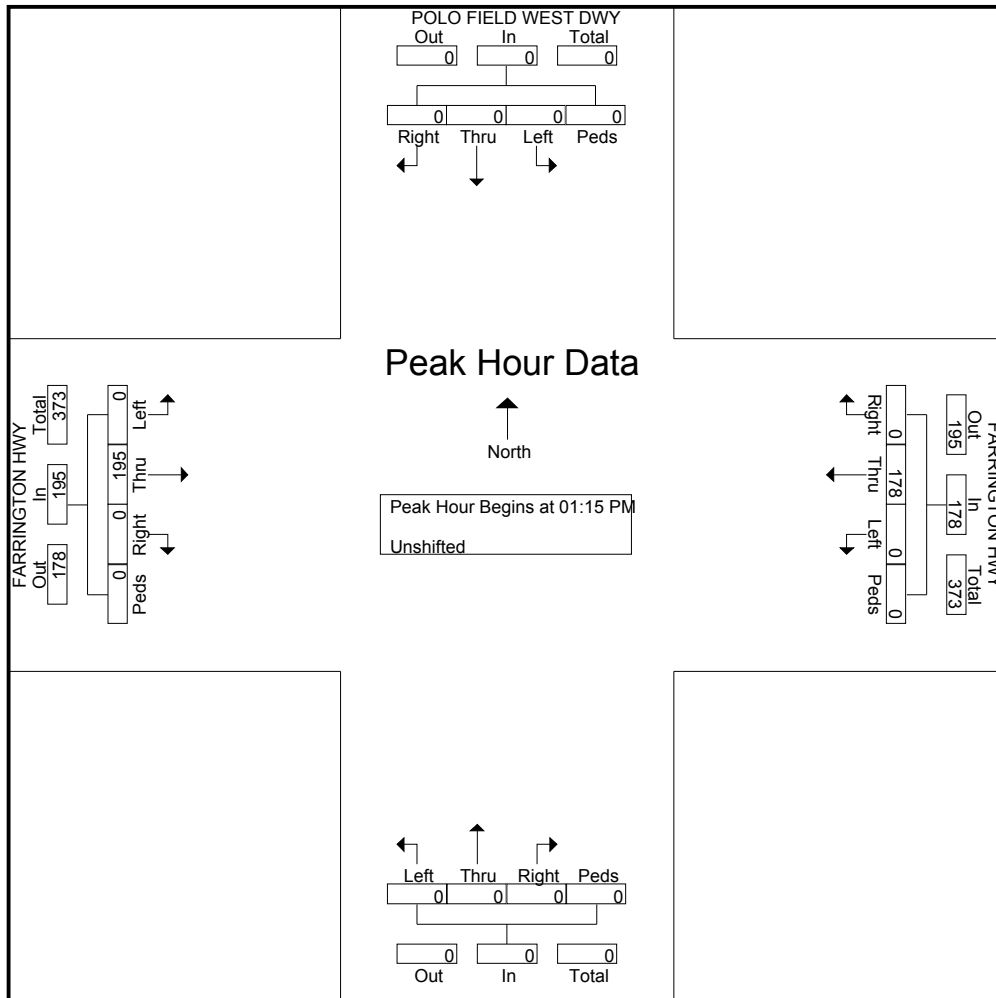 POLO FIELD WEST DWY
Out In Total
0 0 0
0 0 0 0
Right Thru Left Peds
Peak Hour Data
North
Peak Hour Begins at 01:15 PM
Unshifted
FARRINGTON HWY
Out In Total
178 195 373
0 0 195 0
Peds Right Thru Left
FARRINGTON HWY
Out In Total
195 178 373
0 178 0 0
Right Thru Left Peds
Left Thru Right Peds
0 0 0 0
0 0 0
Out In Total